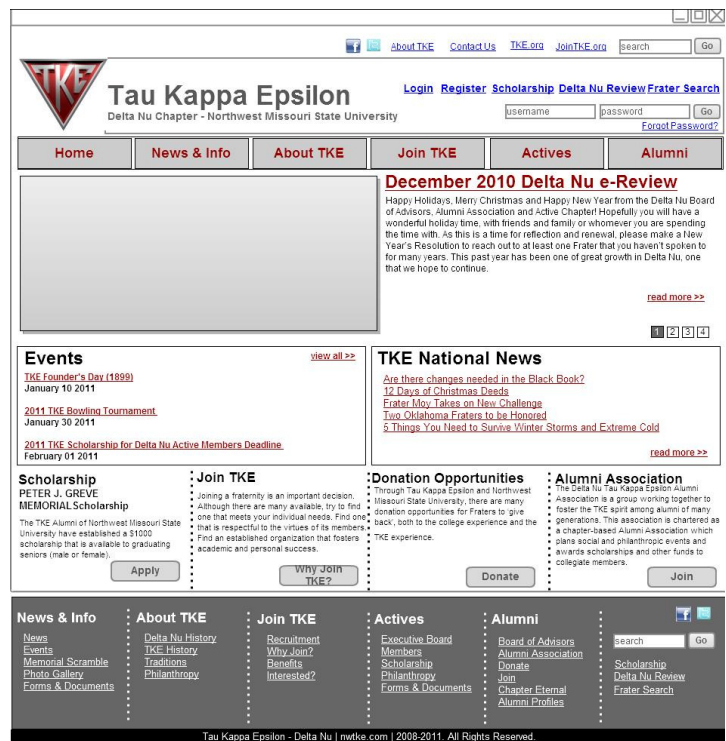 About TKE Contact Us TKE.org JoinTKE.org search Go
TKE
Tau Kappa Epsilon
Delta Nu Chapter - Northwest Missouri State University
Login Register Scholarship Delta Nu Review Frater Search
username password Go
Forgot Password?
Home News & Info About TKE Join TKE Actives Alumni
December 2010 Delta Nu e-Review
Happy Holidays, Merry Christmas and Happy New Year from the Delta Nu Board
of Advisors, Alumni Association and Active Chapter! Hopefully you will have a
wonderful holiday time, with friends and family or whomever you are spending
the time with. As this is a time for reflection and renewal, please make a New
Year's Resolution to reach out to at least one Frater that you haven't spoken to
for many years. This past year has been one of great growth in Delta Nu, one
that we hope to continue.
read more >>
1 2 3 4
Events view all >>
TKE Founder's Day (1899)
January 10 2011
2011 TKE Bowling Tournament
January 30 2011
2011 TKE Scholarship for Delta Nu Active Members Deadline
February 01 2011
TKE National News
Are there changes needed in the Black Book?
12 Days of Christmas Deeds
Frater Moy Takes on New Challenge
Two Oklahoma Fraters to be Honored
5 Things You Need to Survive Winter Storms and Extreme Cold
read more >>
Scholarship
PETER J. GREVE
MEMORIAL Scholarship
The TKE Alumni of Northwest Missouri State
University have established a $1000
scholarship that is available to graduating
seniors (male or female).
Apply
Join TKE
Joining a fraternity is an important decision.
Although there are many available, try to find
one that meets your individual needs. Find one
that is respectful to the virtues of its members.
Find an established organization that fosters
academic and personal success.
Why Join
TKE?
Donation Opportunities
Through Tau Kappa Epsilon and Northwest
Missouri State University, there are many
donation opportunities for Fraters to 'give
back', both to the college experience and the
TKE experience.
Donate
Alumni Association
The Delta Nu Tau Kappa Epsilon Alumni
Association is a group working together to
foster the TKE spirit among alumni of many
generations. This association is chartered as
a chapter-based Alumni Association which
plans social and philanthropic events and
awards scholarships and other funds to
collegiate members.
Join
News & Info
News
Events
Memorial Scramble
Photo Gallery
Forms & Documents
About TKE
Delta Nu History
TKE History
Traditions
Philanthropy
Join TKE
Recruitment
Why Join?
Benefits
Interested?
Actives
Executive Board
Members
Scholarship
Philanthropy
Forms & Documents
Alumni
Board of Advisors
Alumni Association
Donate
Join
Chapter Eternal
Alumni Profiles
search Go
Scholarship
Delta Nu Review
Frater Search
Tau Kappa Epsilon - Delta Nu | nwtke.com | 2008-2011. All Rights Reserved.